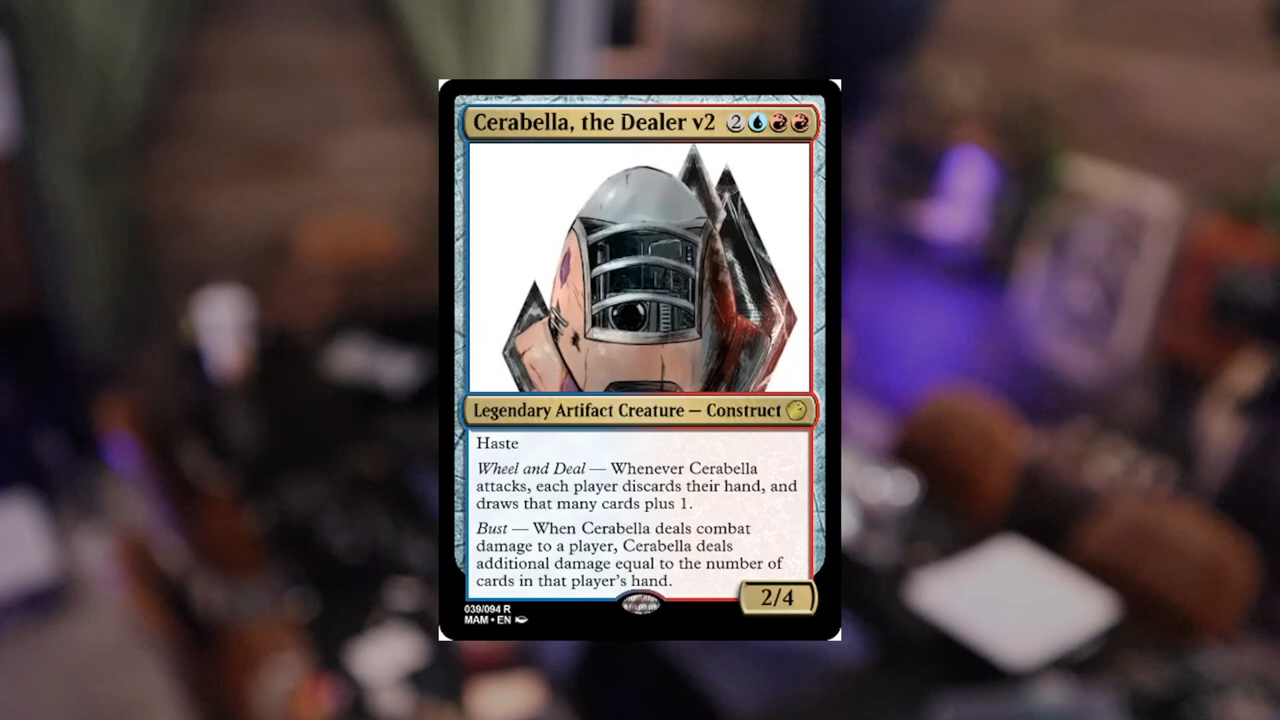 Cerabella, the Dealer v2 2
Legendary Artifact Creature — Construct
Haste
Wheel and Deal — Whenever Cerabella
attacks, each player discards their hand, and
draws that many cards plus 1.
Bust — When Cerabella deals combat
damage to a player, Cerabella deals
additional damage equal to the number of
cards in that player's hand.
2/4
039/094 R
MAM • EN